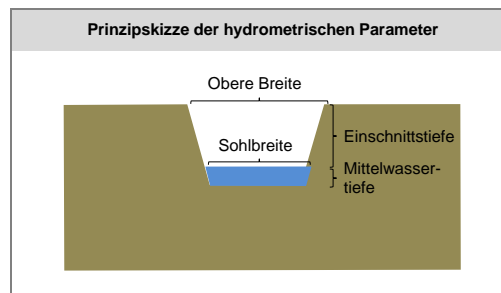 Prinzipskizze der hydrometrischen Parameter
Obere Breite
Sohlbreite
Einschnittstiefe
Mittelwasser-
tiefe